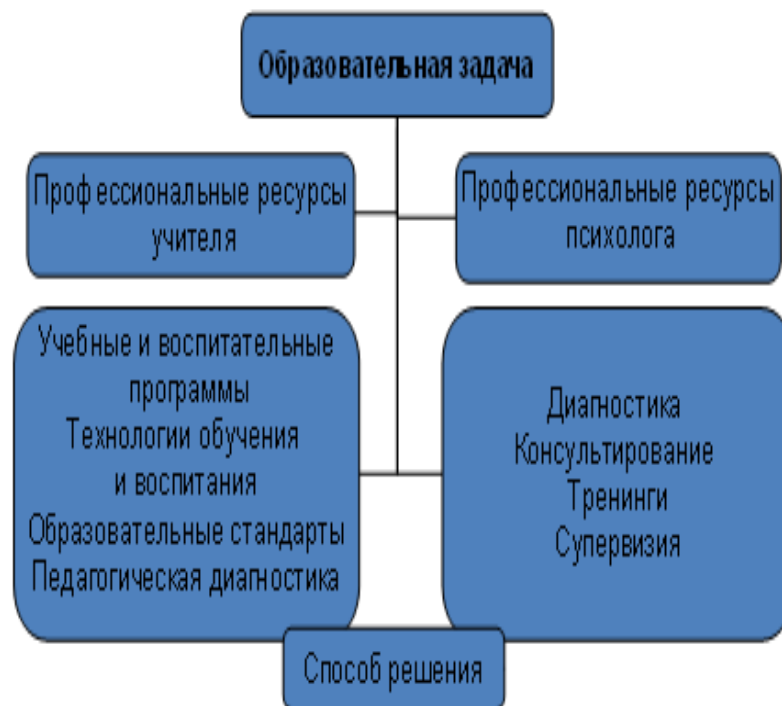 Образовательная задача
Профессиональные ресурсы
учителя
Профессиональные ресурсы
психолога
Учебные и воспитательные
программы
Технологии обучения
и воспитания
Образовательные стандарты
Педагогическая диагностика
Диагностика
Консультирование
Тренинги
Супервизия
Способ решения